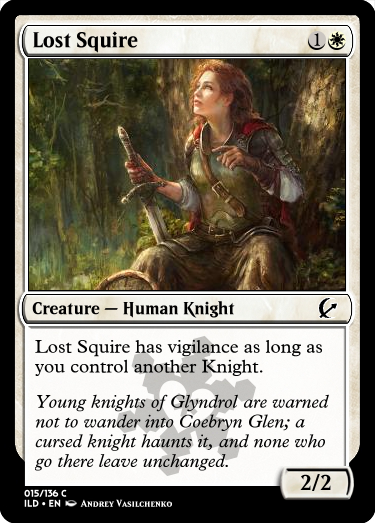 Lost Squire 1
Creature — Human Knight
Lost Squire has vigilance as long as
you control another Knight.
Young knights of Glyndrol are warned
not to wander into Coebryn Glen; a
cursed knight haunts it, and none who
go there leave unchanged.
2/2
015/136 C
ILD • EN Andrey Vasilchenko